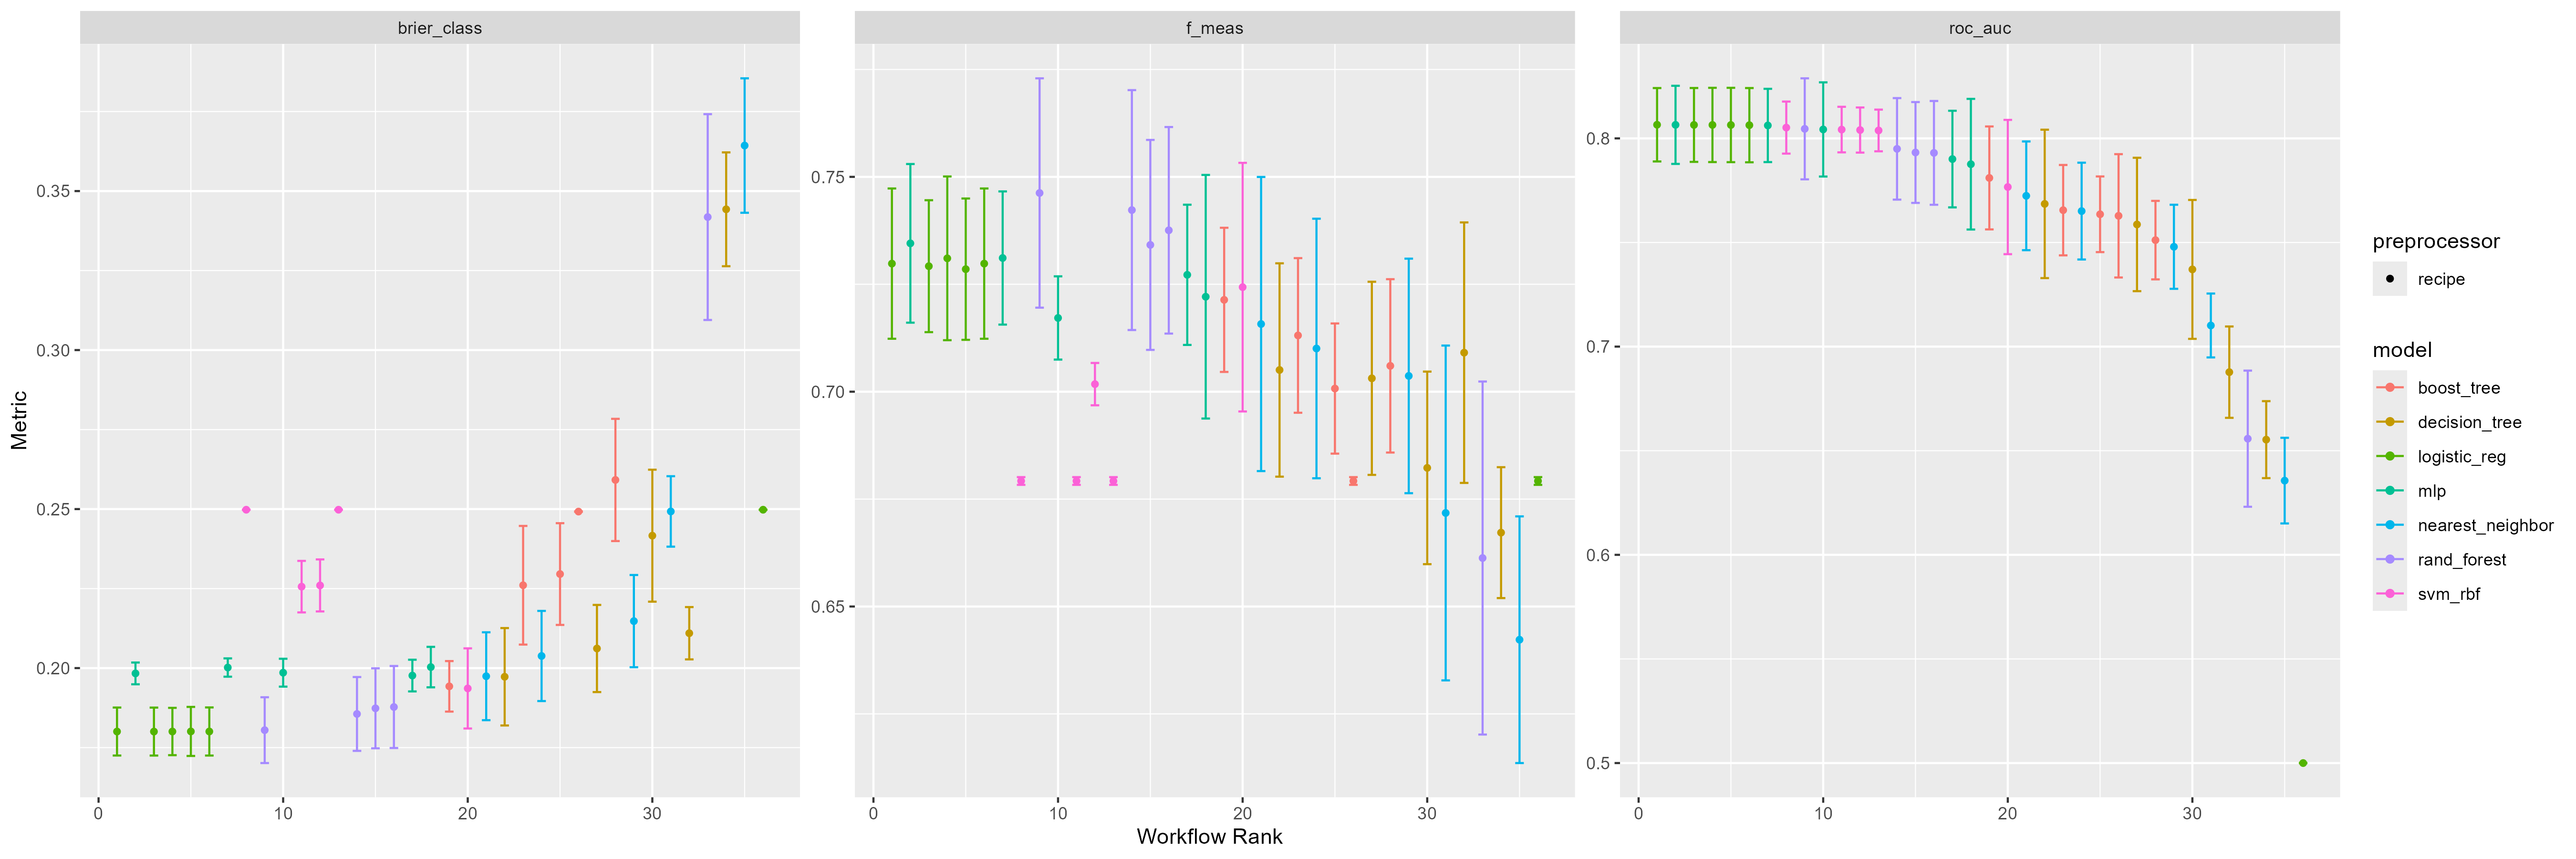 brier_class
f_meas
roc_auc
Metric
0.35
0.30
0.25
0.20
0.75
0.70
0.65
0.8
0.7
0.6
0.5
0 10 20 30
0 10 20 30
0 10 20 30
Workflow Rank
preprocessor
recipe
model
boost_tree
decision_tree
logistic_reg
mlp
nearest_neighbor
rand_forest
svm_rbf